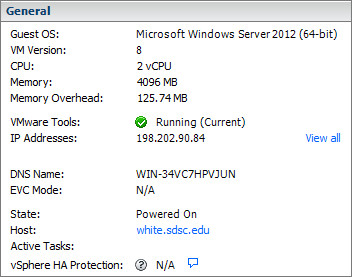 General
Guest OS: Microsoft Windows Server 2012 (64-bit)
VM Version: 8
CPU: 2 vCPU
Memory: 4096 MB
Memory Overhead: 125.74 MB
VMware Tools: Running (Current)
IP Addresses: 198.202.90.84 View all
DNS Name: WIN-34VC7HPVJUN
EVC Mode: N/A
State: Powered On
Host: white.sdsc.edu
Active Tasks:
vSphere HA Protection: N/A